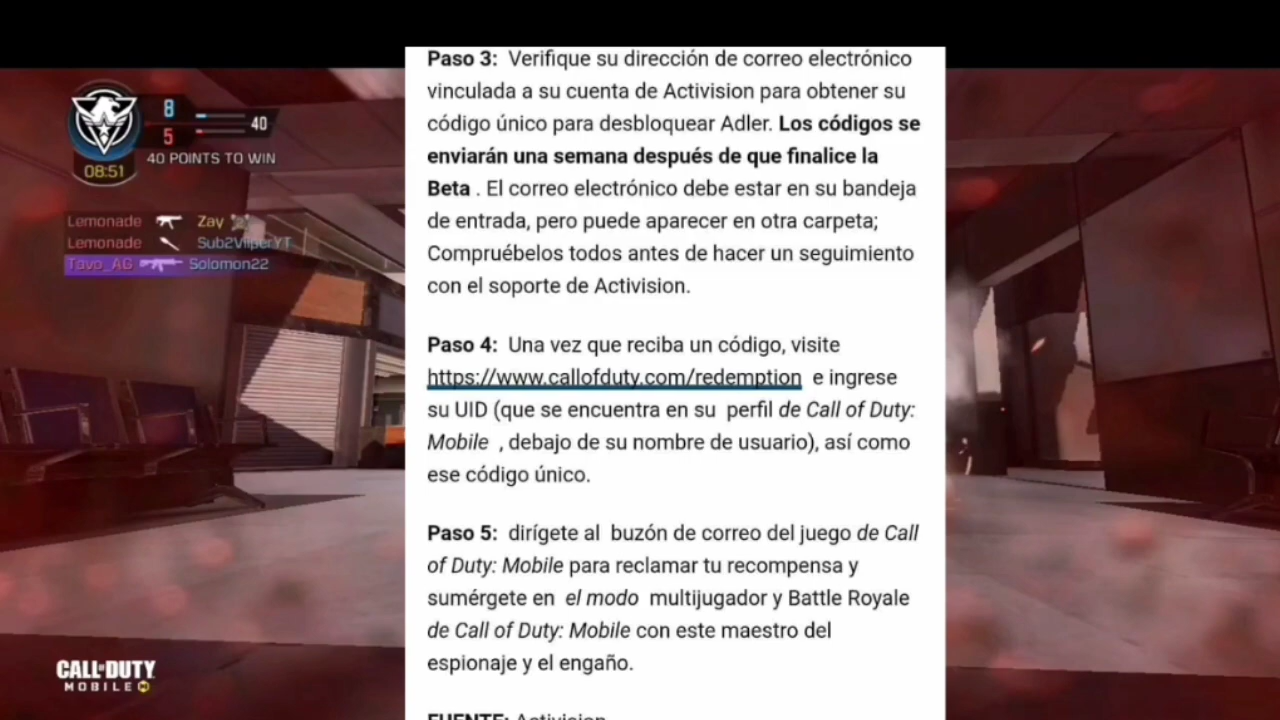 8
5
40
40 POINTS TO WIN
08:51
Lemonade Zay
Lemonade Sub2ViiperYT
Tavo_AG Solomon22
CALL OF DUTY
MOBILE
Paso 3: Verifique su dirección de correo electrónico
vinculada a su cuenta de Activision para obtener su
código único para desbloquear Adler. Los códigos se
enviarán una semana después de que finalice la
Beta . El correo electrónico debe estar en su bandeja
de entrada, pero puede aparecer en otra carpeta;
Compruébelos todos antes de hacer un seguimiento
con el soporte de Activision.
Paso 4: Una vez que reciba un código, visite
https://www.callofduty.com/redemption e ingrese
su UID (que se encuentra en su perfil de Call of Duty:
Mobile , debajo de su nombre de usuario), así como
ese código único.
Paso 5: dirígete al buzón de correo del juego de Call
of Duty: Mobile para reclamar tu recompensa y
sumérgete en el modo multijugador y Battle Royale
de Call of Duty: Mobile con este maestro del
espionaje y el engaño.
FUENTE: Activision